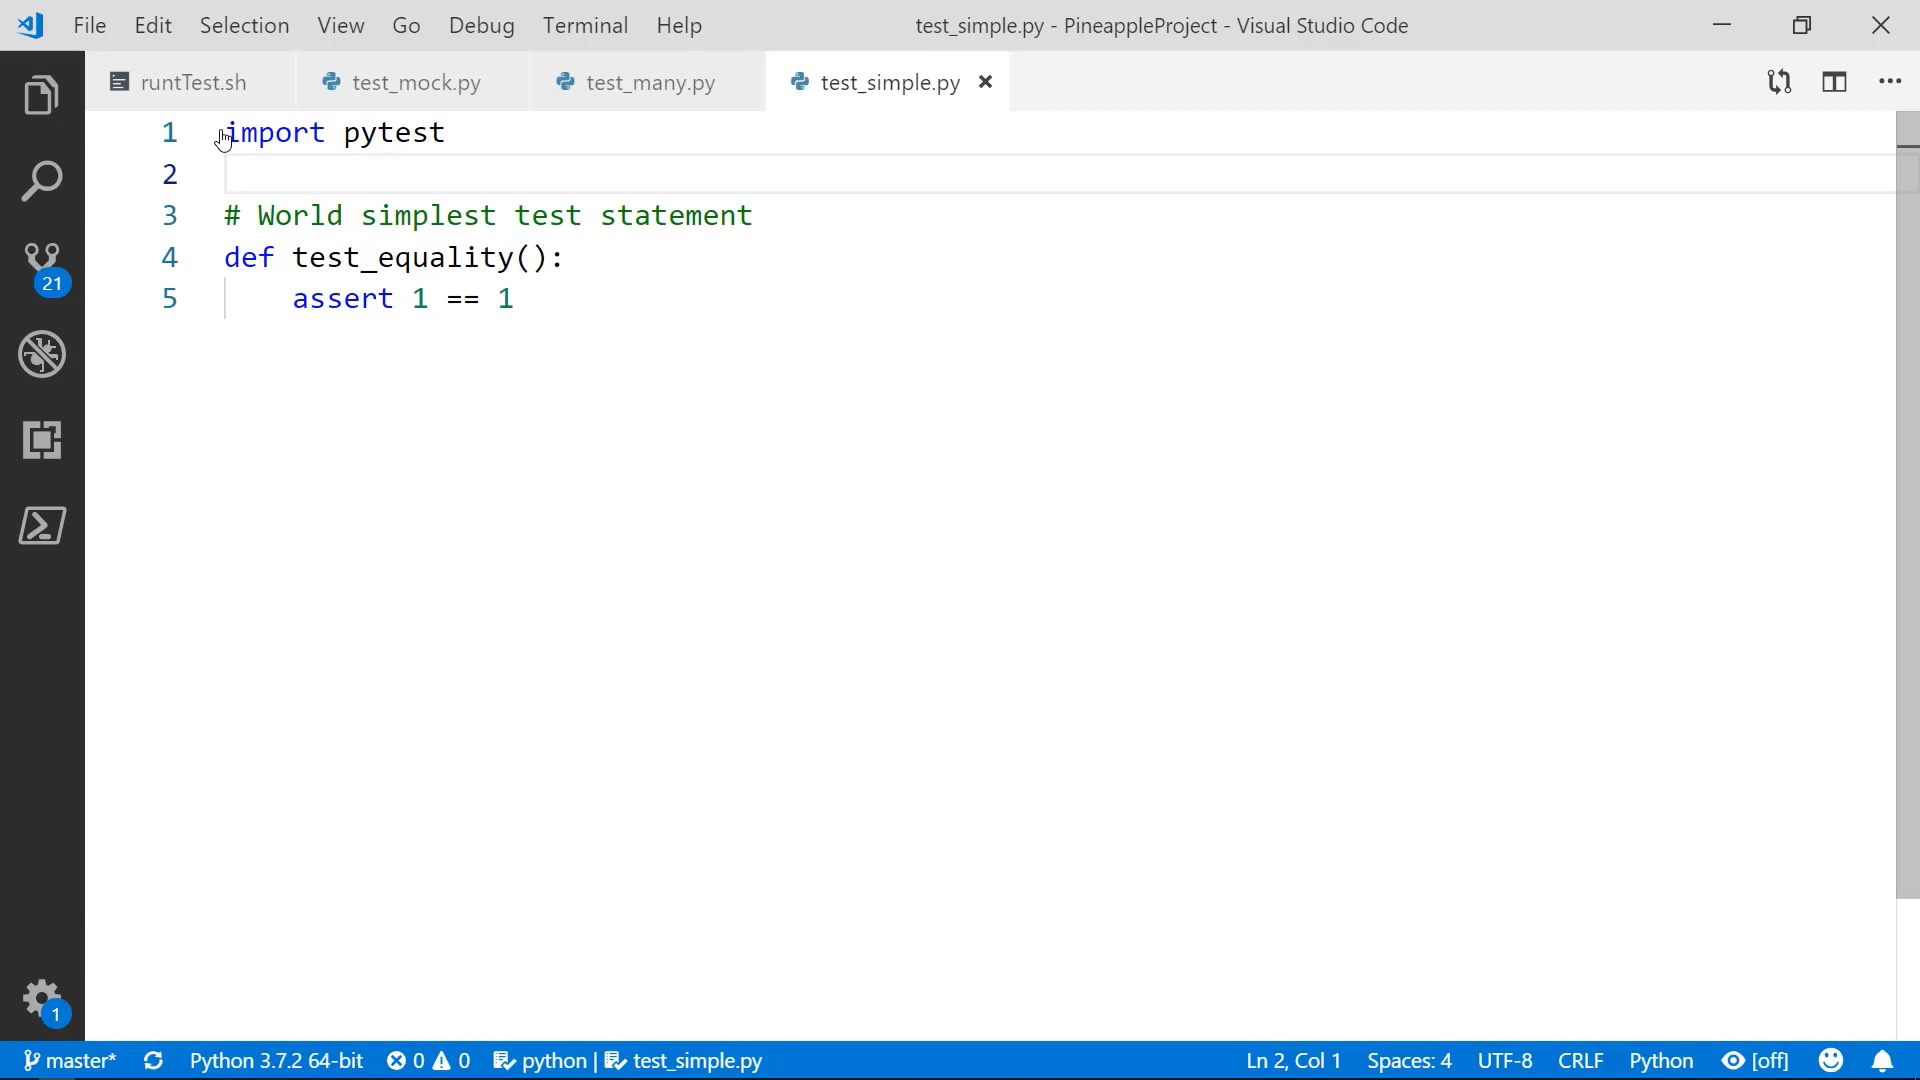 File Edit Selection View Go Debug Terminal Help test_simple.py - PineappleProject - Visual Studio Code
runtTest.sh test_mock.py test_many.py test_simple.py
1 import pytest
2
3 # World simplest test statement
4 def test_equality():
5 assert 1 == 1
21
1
master* Python 3.7.2 64-bit 0 0 python | test_simple.py Ln 2, Col 1 Spaces: 4 UTF-8 CRLF Python [off]